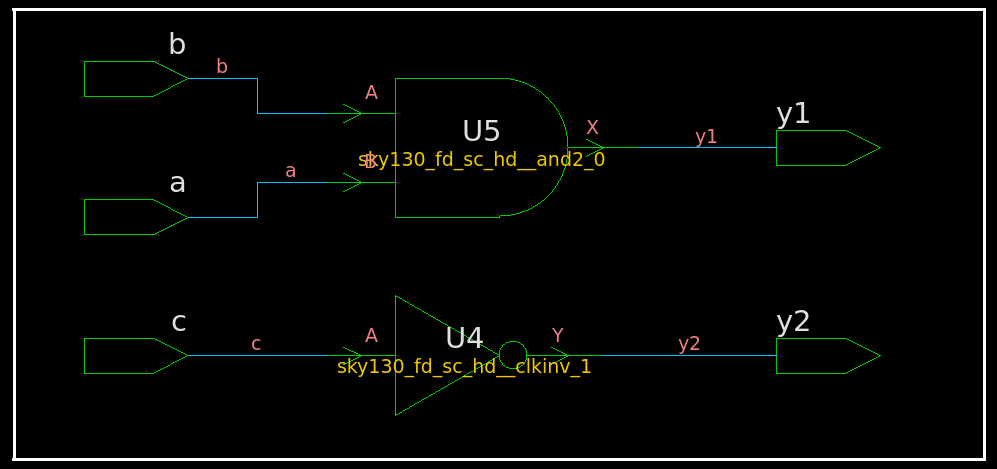 b
b
A
U5
X
y1
y1
sky130_fd_sc_hd__and2_0
B
a
a
c
c
A
U4
Y
y2
y2
sky130_fd_sc_hd__clkinv_1